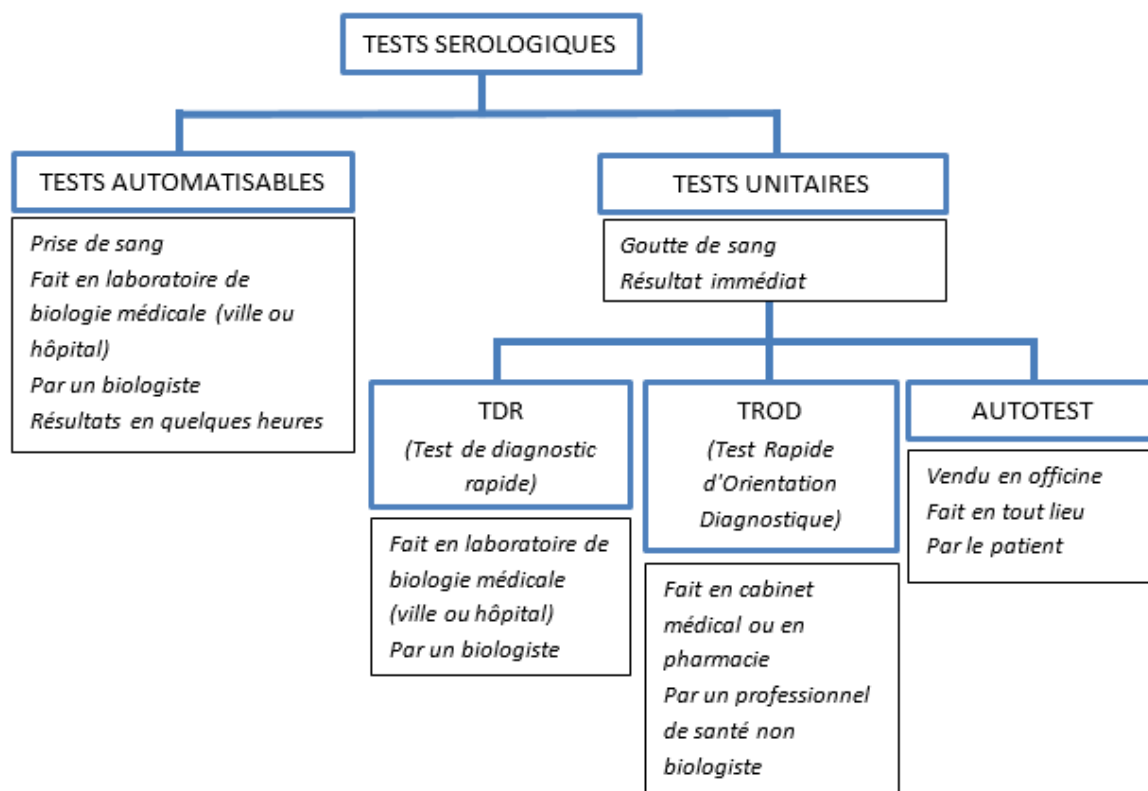 TESTS SEROLOGIQUES
TESTS AUTOMATISABLES
Prise de sang
Fait en laboratoire de
biologie médicale (ville ou
hôpital)
Par un biologiste
Résultats en quelques heures
TESTS UNITAIRES
Goutte de sang
Résultat immédiat
TDR
(Test de diagnostic
rapide)
Fait en laboratoire de
biologie médicale
(ville ou hôpital)
Par un biologiste
TROD
(Test Rapide
d'Orientation
Diagnostique)
Fait en cabinet
médical ou en
pharmacie
Par un professionnel
de santé non
biologiste
AUTOTEST
Vendu en officine
Fait en tout lieu
Par le patient